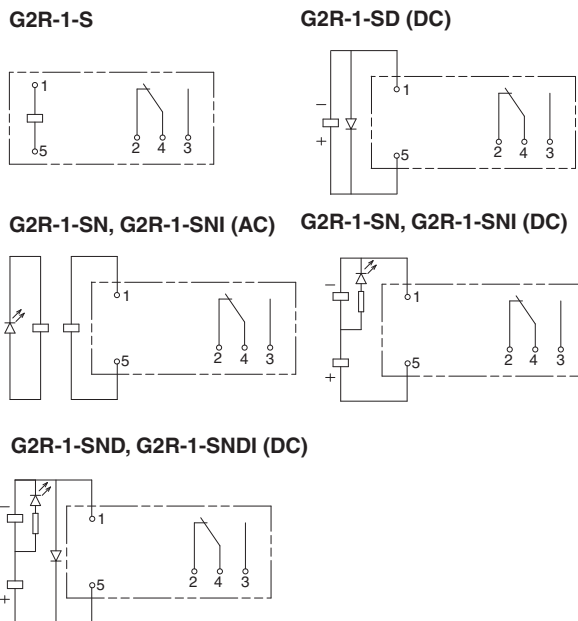 G2R-1-S
1
5
2 4 3
G2R-1-SD (DC)
−
+
1
5
2 4 3
G2R-1-SN, G2R-1-SNI (AC)
1
5
2 4 3
G2R-1-SN, G2R-1-SNI (DC)
−
+
1
5
2 4 3
G2R-1-SND, G2R-1-SNDI (DC)
−
+
1
5
2 4 3